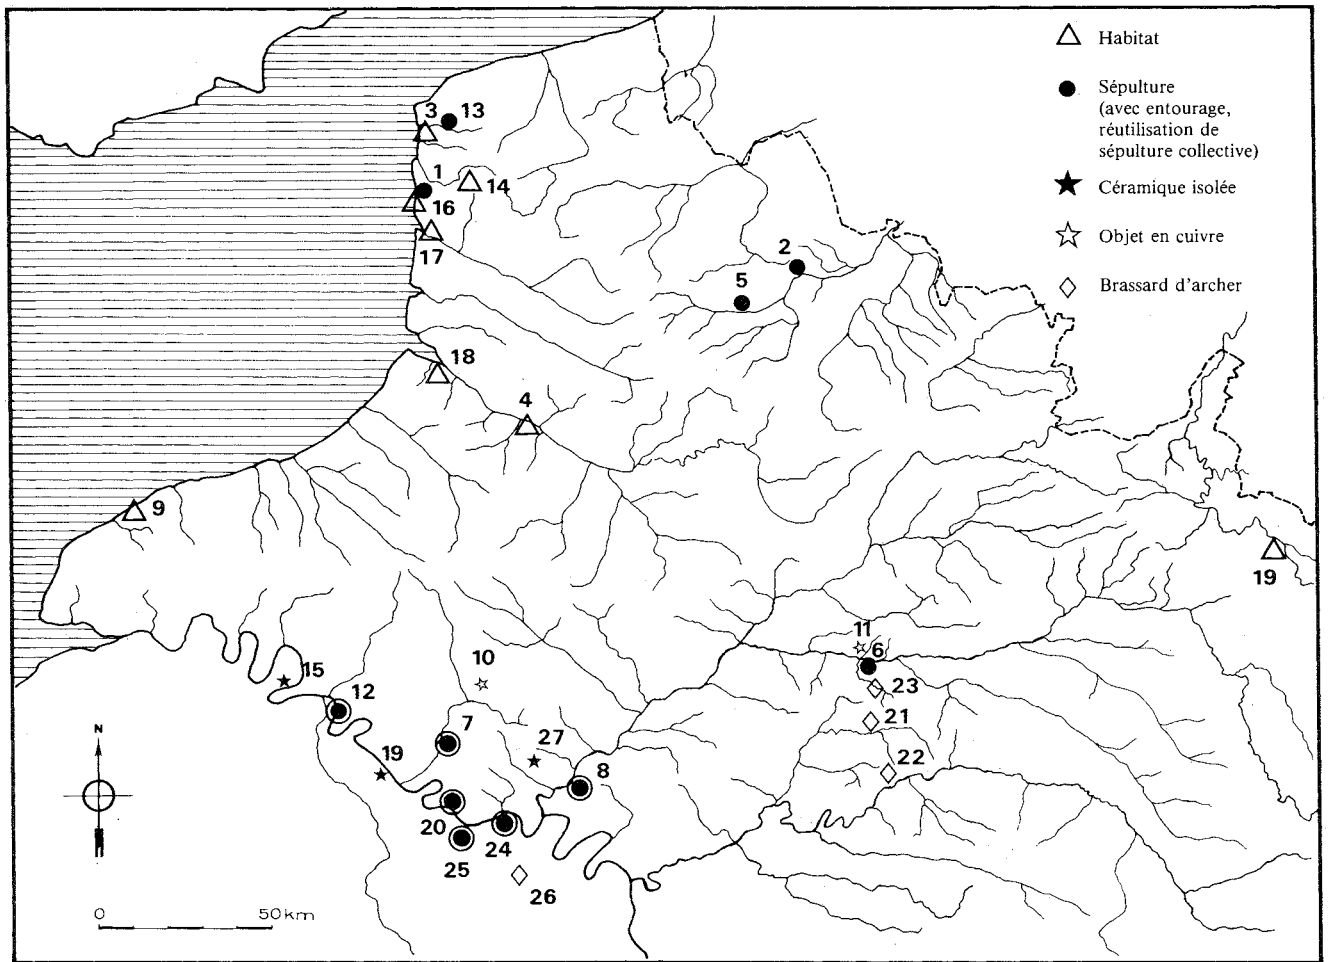 Habitat
Sépulture
(avec entourage,
réutilisation de
sépulture collective)
Céramique isolée
Objet en cuivre
Brassard d'archer
3
13
1
14
16
17
2
5
18
4
9
19
11
6
10
15
12
23
21
7
27
19
22
8
20
24
25
26
N
0
50km